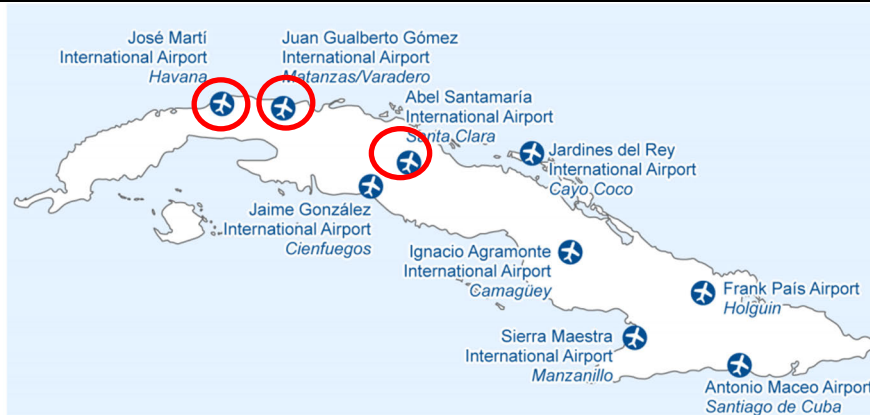 José Martí
International Airport
Havana
Juan Gualberto Gómez
International Airport
Matanzas/Varadero
Abel Santamaría
International Airport
Santa Clara
Jardines del Rey
International Airport
Cayo Coco
Jaime González
International Airport
Cienfuegos
Ignacio Agramonte
International Airport
Camagüey
Frank País Airport
Holguin
Sierra Maestra
International Airport
Manzanillo
Antonio Maceo Airport
Santiago de Cuba